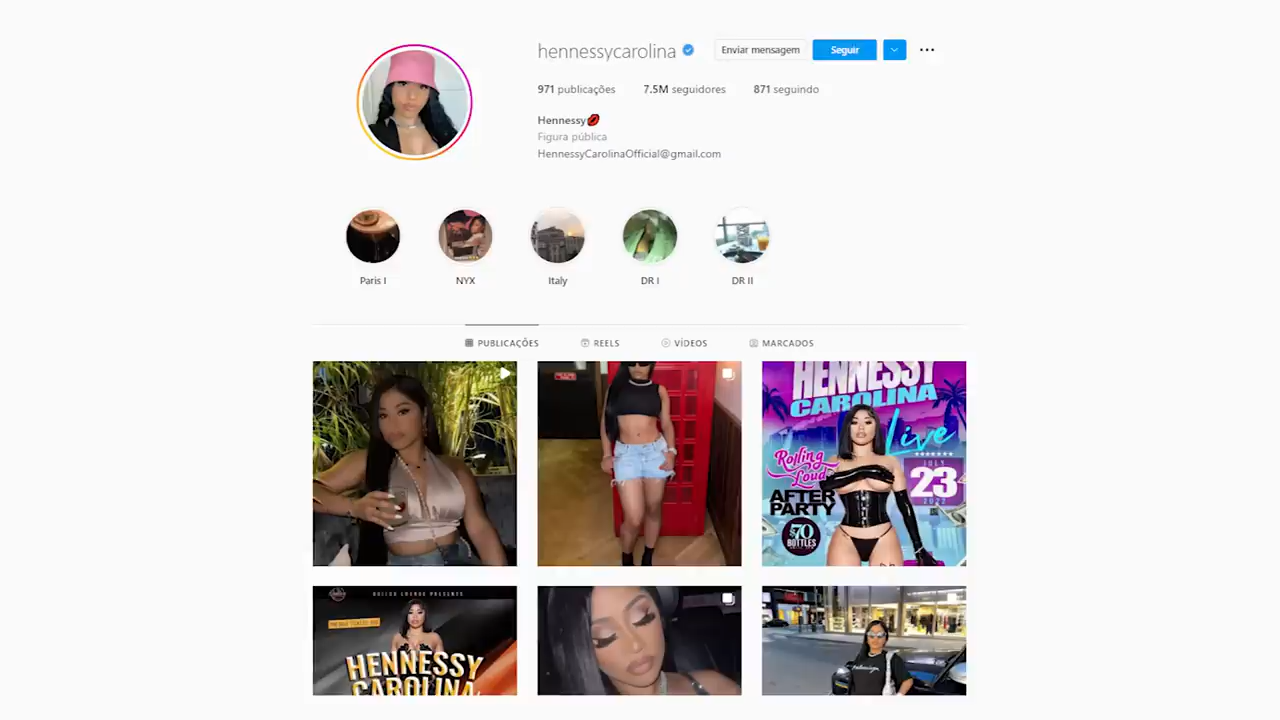 hennessycarolina
Enviar mensagem
Seguir
971 publicações 7.5M seguidores 871 seguindo
Hennessy💋
Figura pública
HennessyCarolinaOfficial@gmail.com
Paris I NYX Italy DR I DR II
PUBLICAÇÕES REELS VÍDEOS MARCADOS
HENNESSY
CAROLINA
Live
Rolling
Loud
AFTER
PARTY
JULY
23
2022
$70
BOTTLES
HENNESSY
CAROLINA